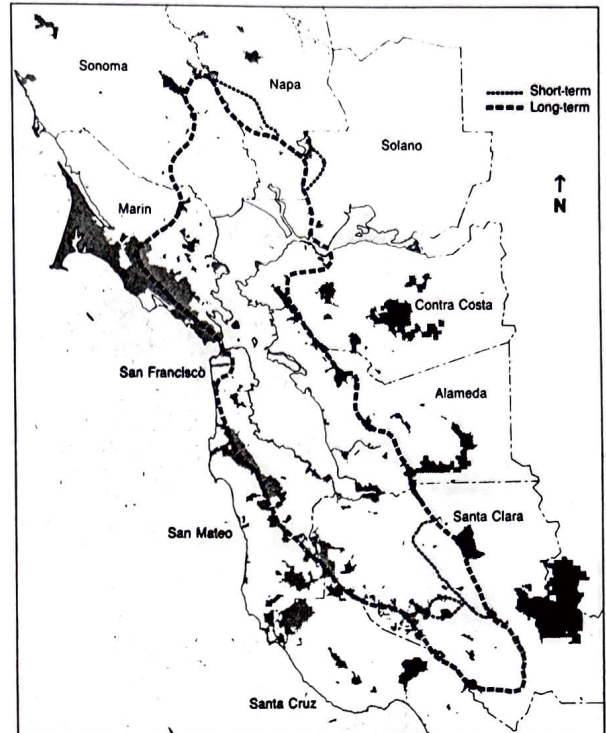 Sonoma
Napa
Short-term
Long-term
Solano
↑
N
Marin
Contra Costa
San Francisco
Alameda
Santa Clara
San Mateo
Santa Cruz